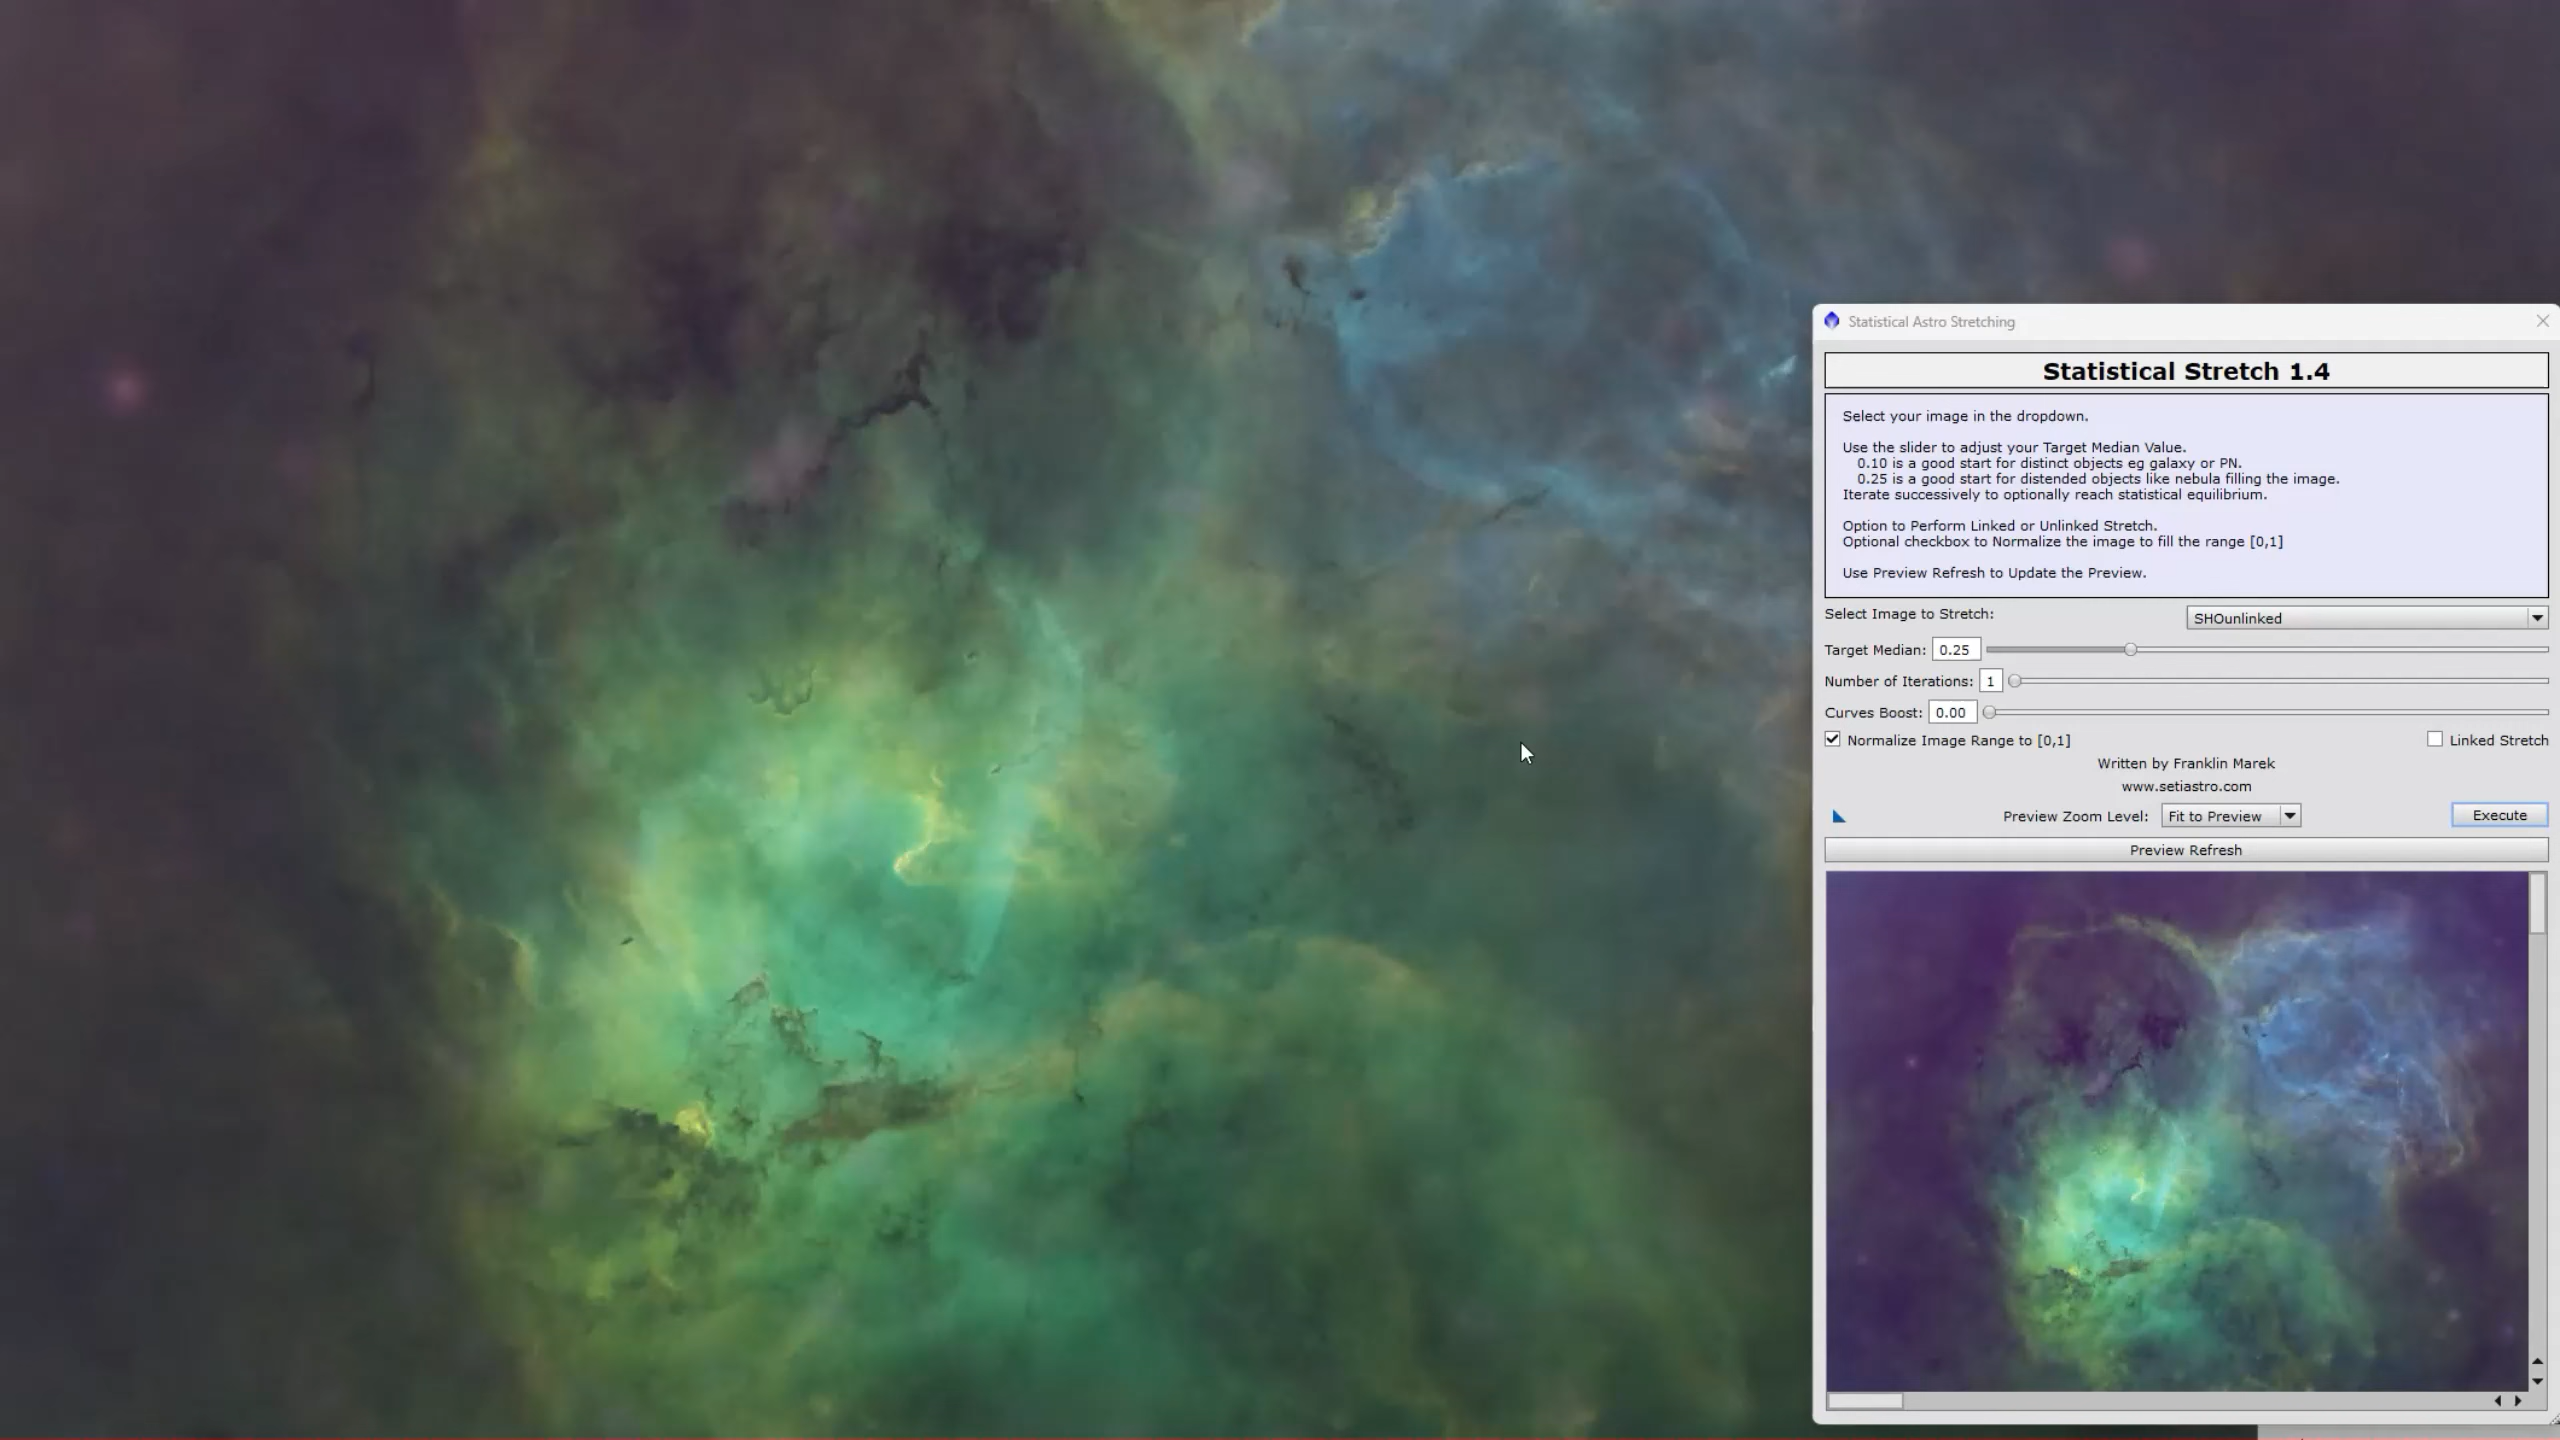 Statistical Astro Stretching
Statistical Stretch 1.4
Select your image in the dropdown.
Use the slider to adjust your Target Median Value.
0.10 is a good start for distinct objects eg galaxy or PN.
0.25 is a good start for distended objects like nebula filling the image.
Iterate successively to optionally reach statistical equilibrium.
Option to Perform Linked or Unlinked Stretch.
Optional checkbox to Normalize the image to fill the range [0,1]
Use Preview Refresh to Update the Preview.
Select Image to Stretch: SHOunlinked
Target Median: 0.25
Number of Iterations: 1
Curves Boost: 0.00
Normalize Image Range to [0,1] Linked Stretch
Written by Franklin Marek
www.setiastro.com
Preview Zoom Level: Fit to Preview Execute
Preview Refresh